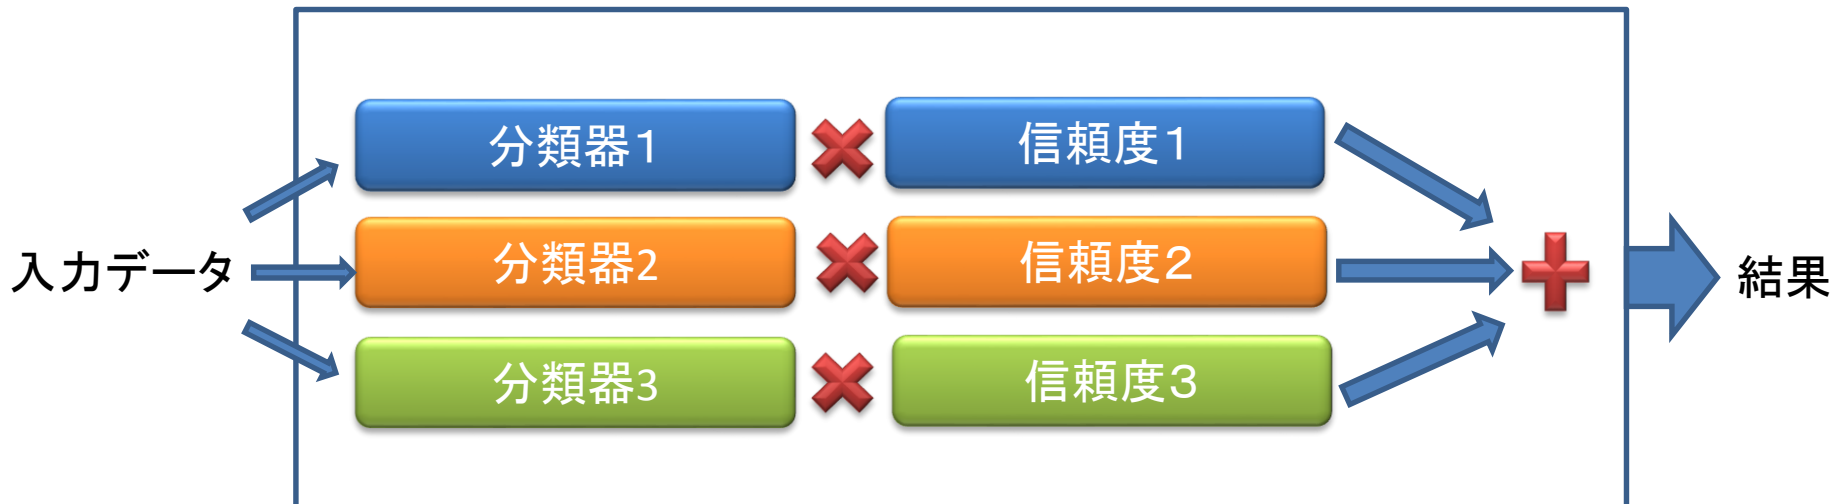 分類器１
信頼度１
入力データ
分類器2
信頼度２
結果
分類器3
信頼度３